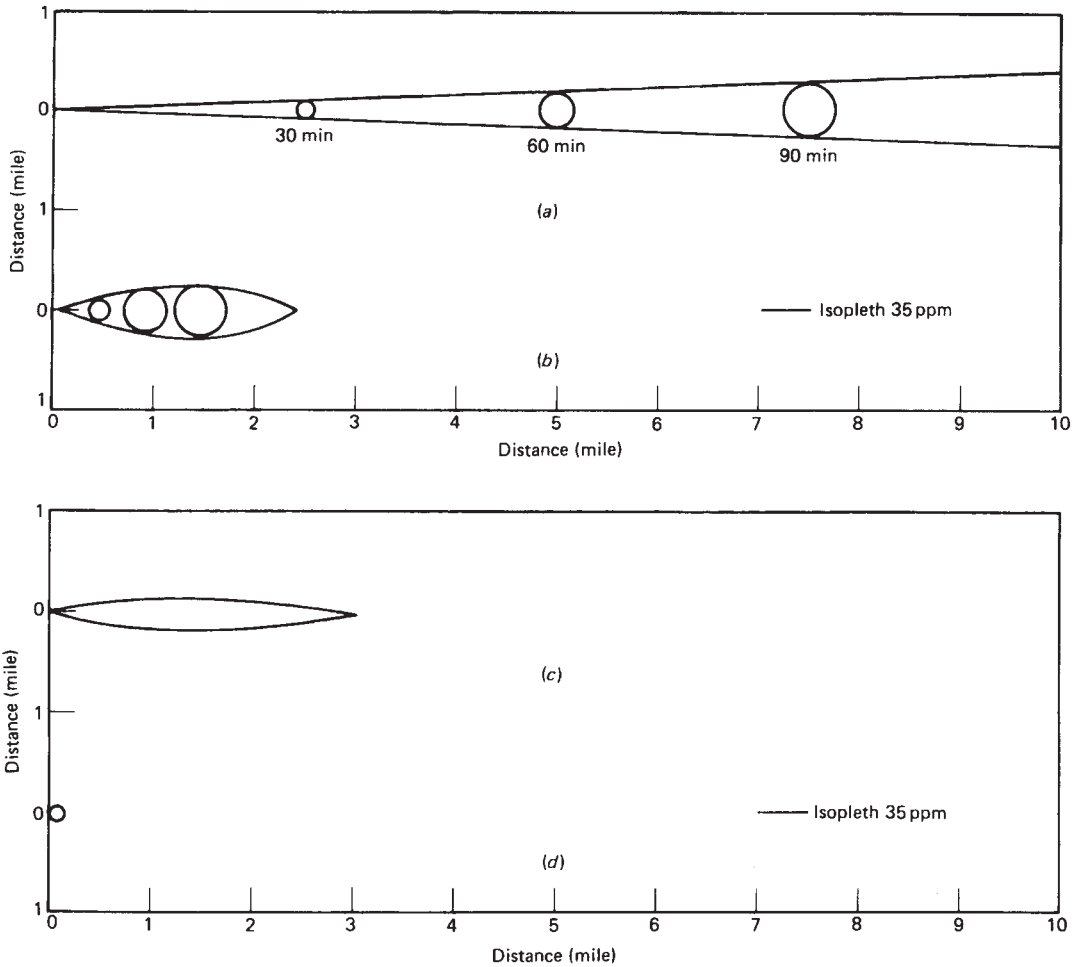 1
0
30 min
60 min
90 min
Distance (mile)
1
(a)
0
Isopleth 35 ppm
(b)
1
0 1 2 3 4 5 6 7 8 9 10
Distance (mile)
1
0
Distance (mile)
(c)
1
0
Isopleth 35 ppm
(d)
1
0 1 2 3 4 5 6 7 8 9 10
Distance (mile)